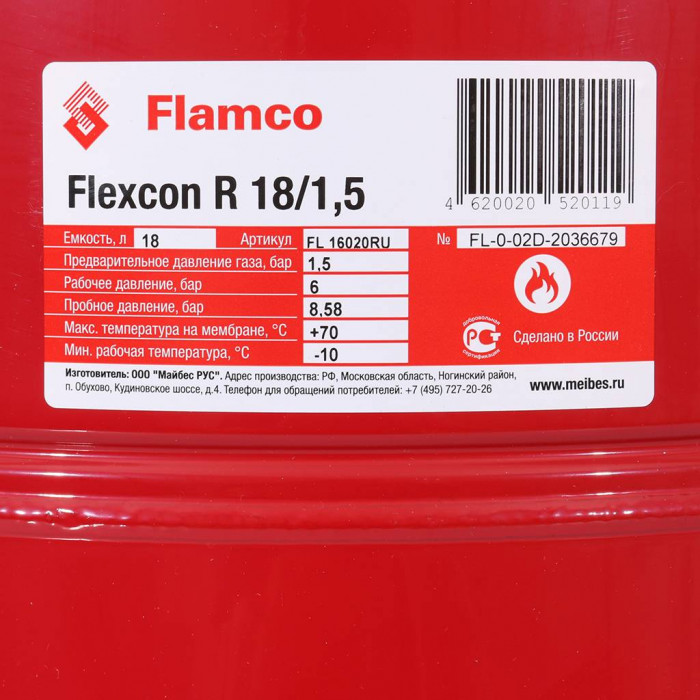 Flamco
Flexcon R 18/1,5
4 620020 520119
Емкость, л 18 Артикул FL 16020RU № FL-0-02D-2036679
Предварительное давление газа, бар 1,5
Рабочее давление, бар 6
Пробное давление, бар 8,58
Макс. температура на мембране, °С +70
Мин. рабочая температура, °С -10
добровольная
РСТ
сертификация
Сделано в России
Изготовитель: ООО "Майбес РУС". Адрес производства: РФ, Московская область, Ногинский район,
п. Обухово, Кудиновское шоссе, д.4. Телефон для обращений потребителей: +7 (495) 727-20-26
www.meibes.ru